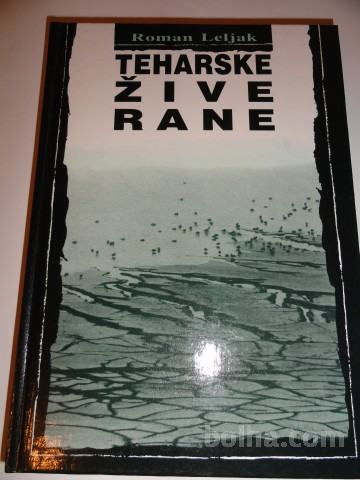 Roman Leljak
TEHARSKE
ŽIVE
RANE
bolha.com